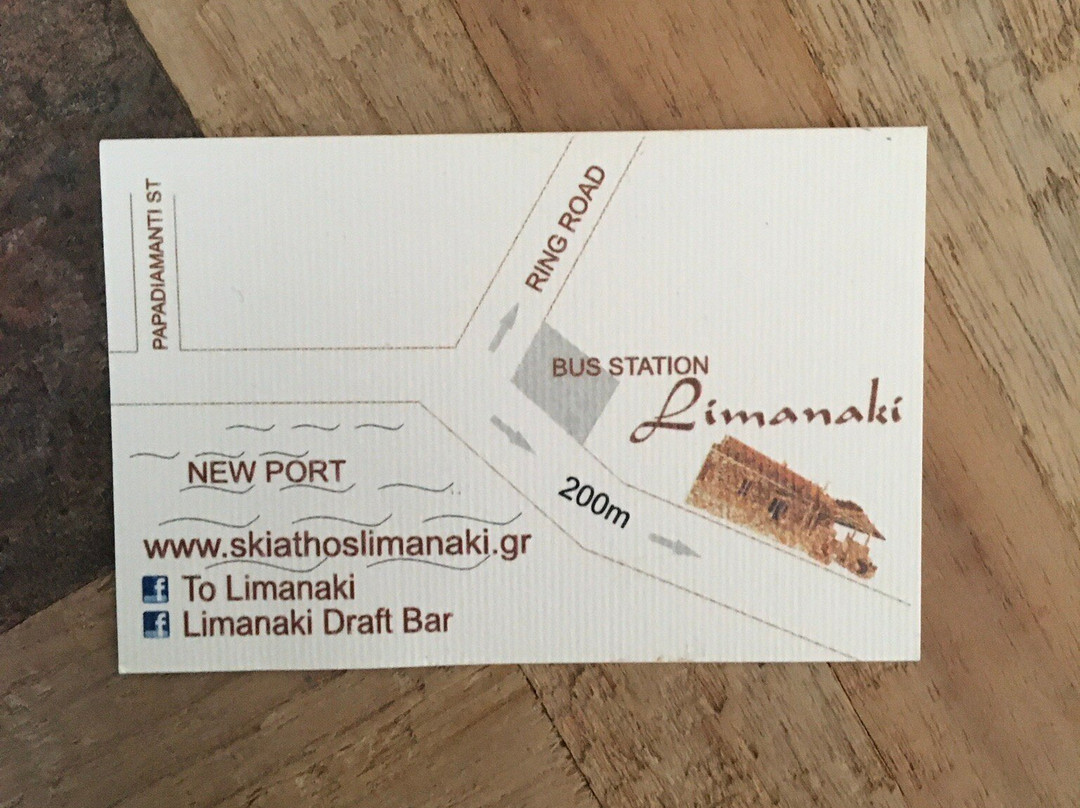 PAPADIAMANTI ST
RING ROAD
BUS STATION
Limanaki
NEW PORT
200m
www.skiathoslimanaki.gr
f To Limanaki
f Limanaki Draft Bar